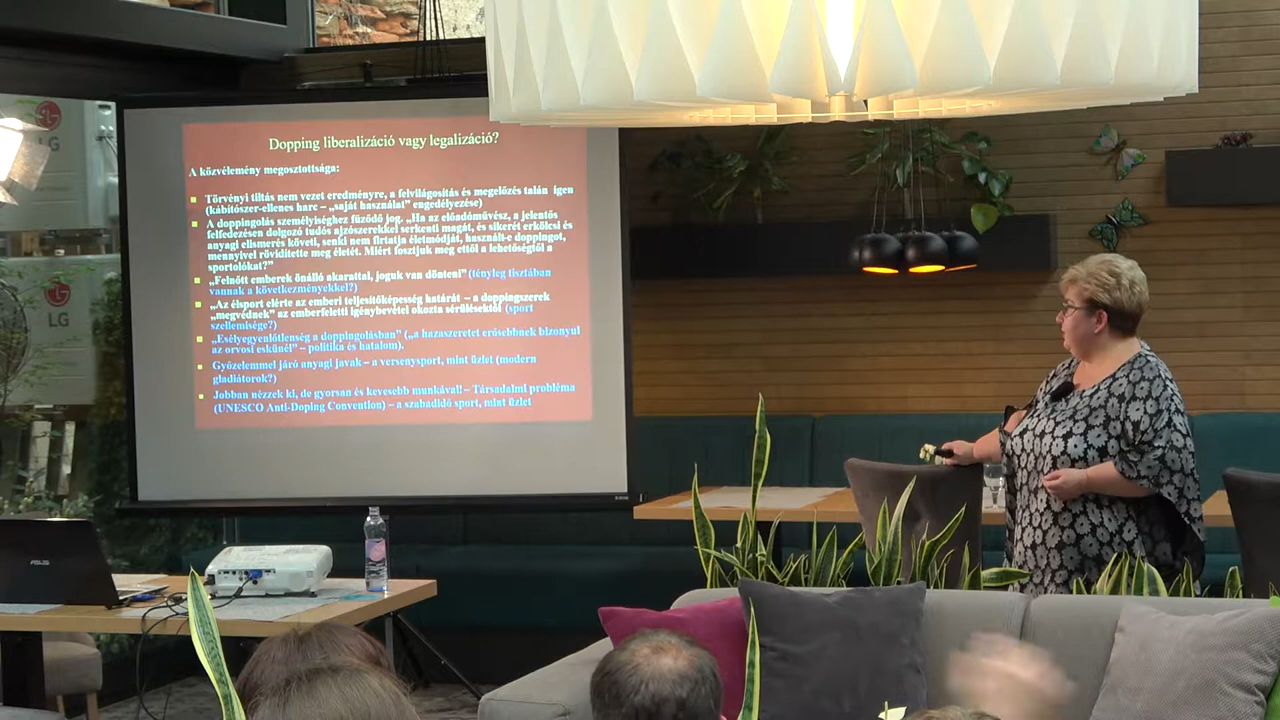 Dopping liberalizáció vagy legalizáció?
A közvélemény megosztottsága:
Törvényi tiltás nem vezet eredményre, a felvilágosítás és megelőzés talán igen
(kábítószer-ellenes harc – „saját használat” engedélyezése)
A doppingolás személyiséghez fűződő jog. „Ha az előadóművész, a jelentős
felfedezésen dolgozó tudós ajzószerekkel serkenti magát, és sikerét erkölcsi és
anyagi elismerés követi, senki nem firtatja életmódját, használt-e doppingot,
mennyivel rövidítette meg életét. Miért fosztjuk meg ettől a lehetőségtől a
sportolókat?”
„Felnőtt emberek önálló akarattal, joguk van dönteni” (tényleg tisztában
vannak a következményekkel?)
„Az élsport elérte az emberi teljesítőképesség határát – a doppingszerek
„megvédnek” az emberfeletti igénybevétel okozta sérülésektől (sport
szellemisége?)
„Esélyegyenlőtlenség a doppingolásban” („a hazaszeretet erősebbnek bizonyul
az orvosi eskünél” – politika és hatalom).
Győzelemmel járó anyagi javak – a versenysport, mint üzlet (modern
gladiátorok?)
Jobban nézzek ki, de gyorsan és kevesebb munkával! – Társadalmi probléma
(UNESCO Anti-Doping Convention) – a szabadidő sport, mint üzlet
LG
LG
ASUS